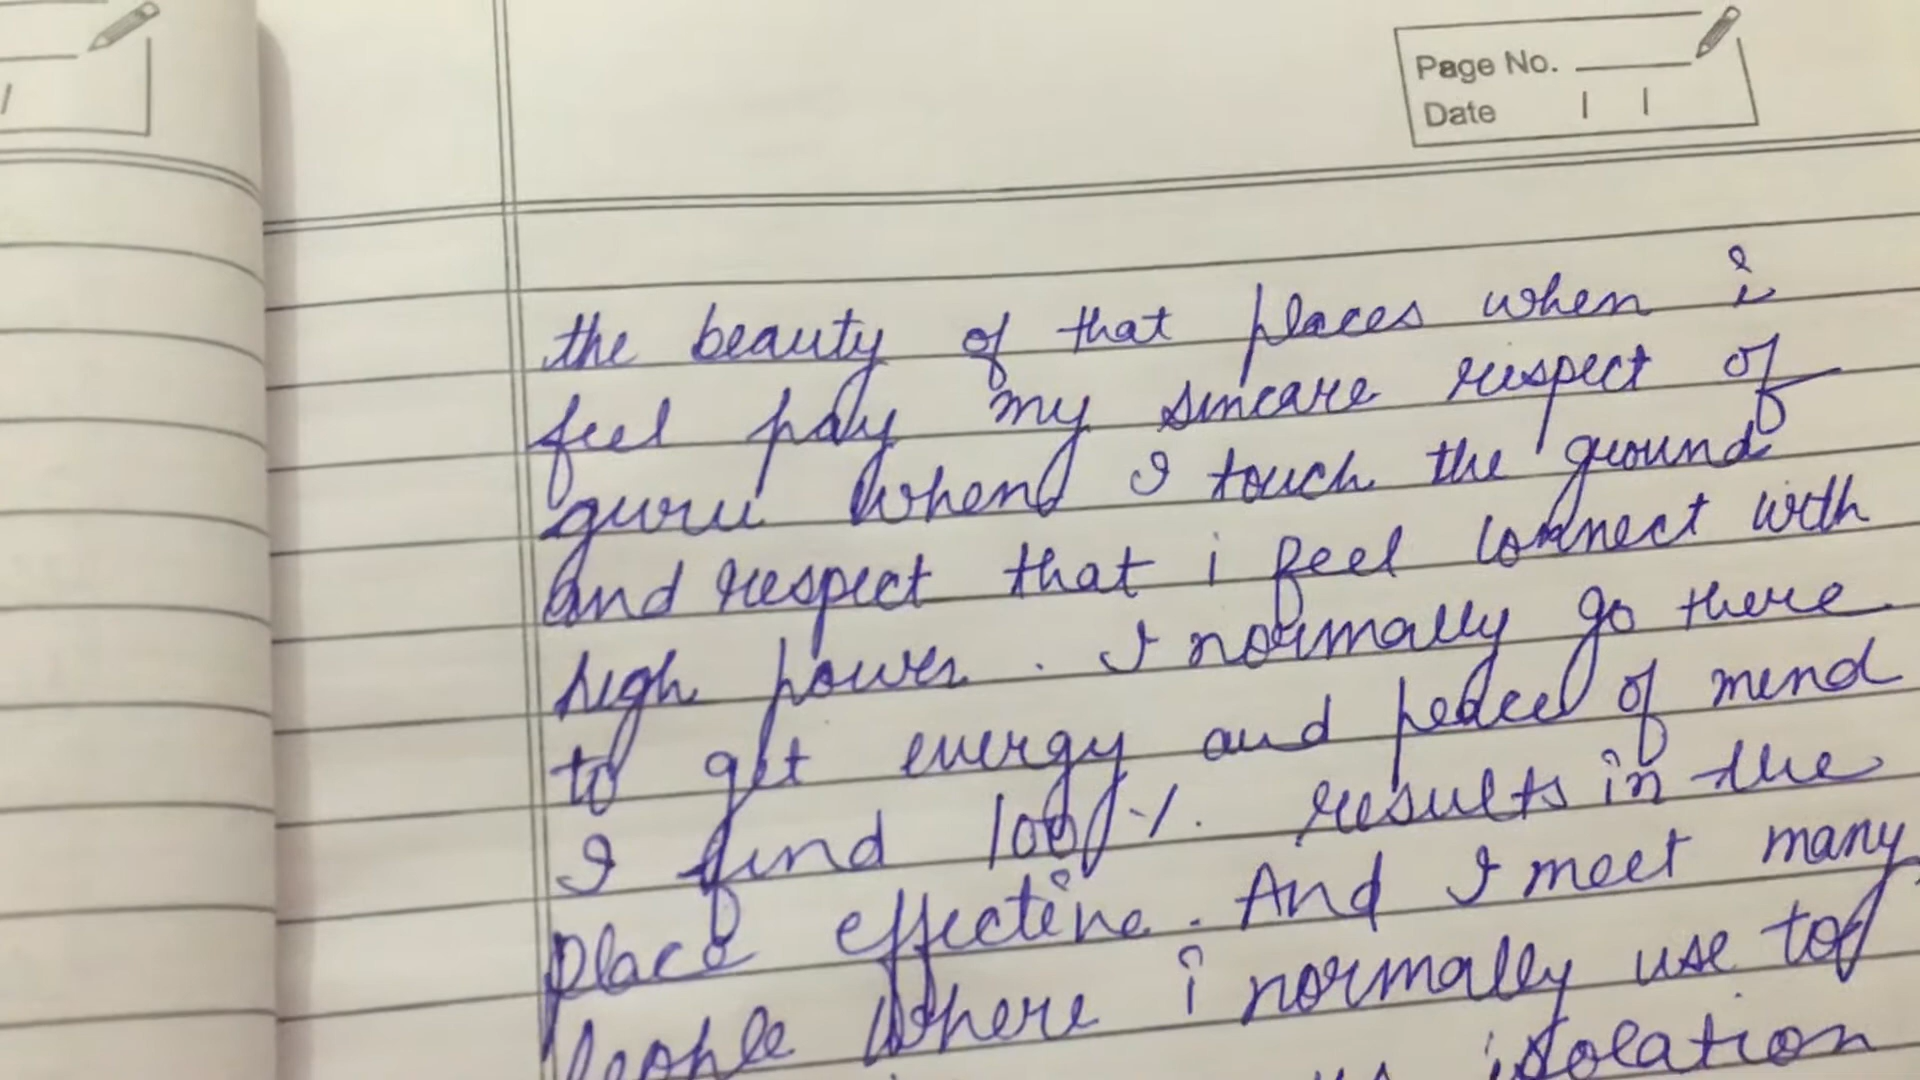 Page No.
Date
the beauty of that places when i
feel pay my sincare respect of
guru when I touch the ground
and respect that i feel connect with
high power. I normally go there
to get energy and peace of mend
I find 100%. results in the
place effective. And I meet many
people where i normally use to
isolation